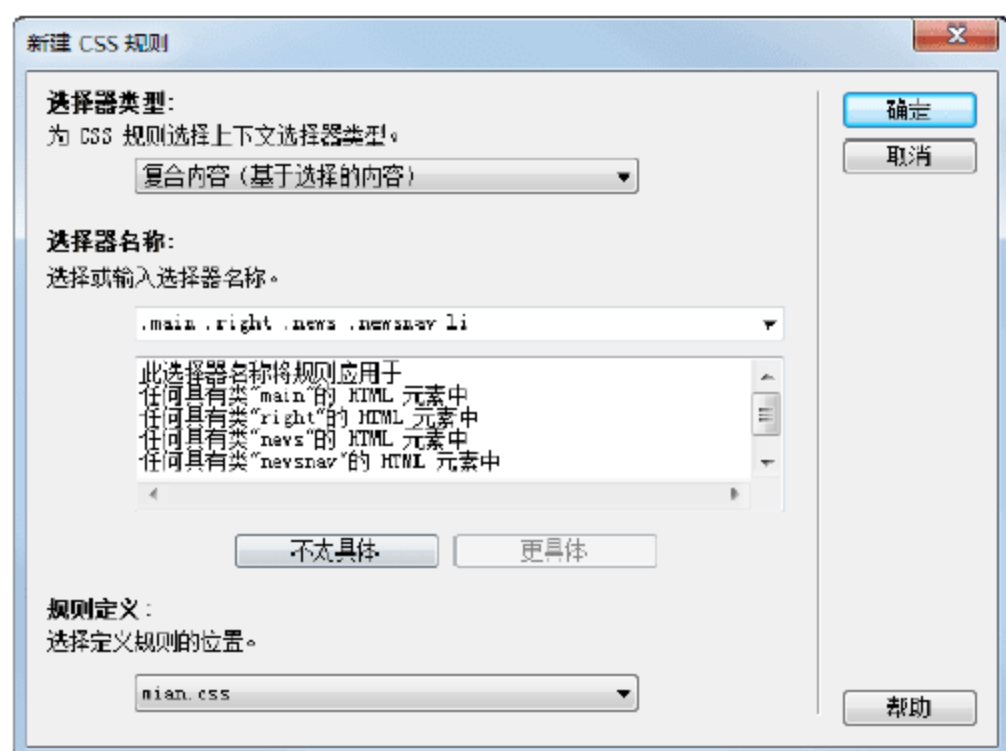 新建 CSS 规则
选择器类型:
确定
为 CSS 规则选择上下文选择器类型。
取消
复合内容（基于选择的内容）
选择器名称:
选择或输入选择器名称。
.main .right .news .newsnav li
此选择器名称将规则应用于
任何具有类“main”的 HTML 元素中
任何具有类“right”的 HTML 元素中
任何具有类“news”的 HTML 元素中
任何具有类“newsnav”的 HTML 元素中
不太具体
更具体
规则定义:
选择定义规则的位置。
mian.css
帮助